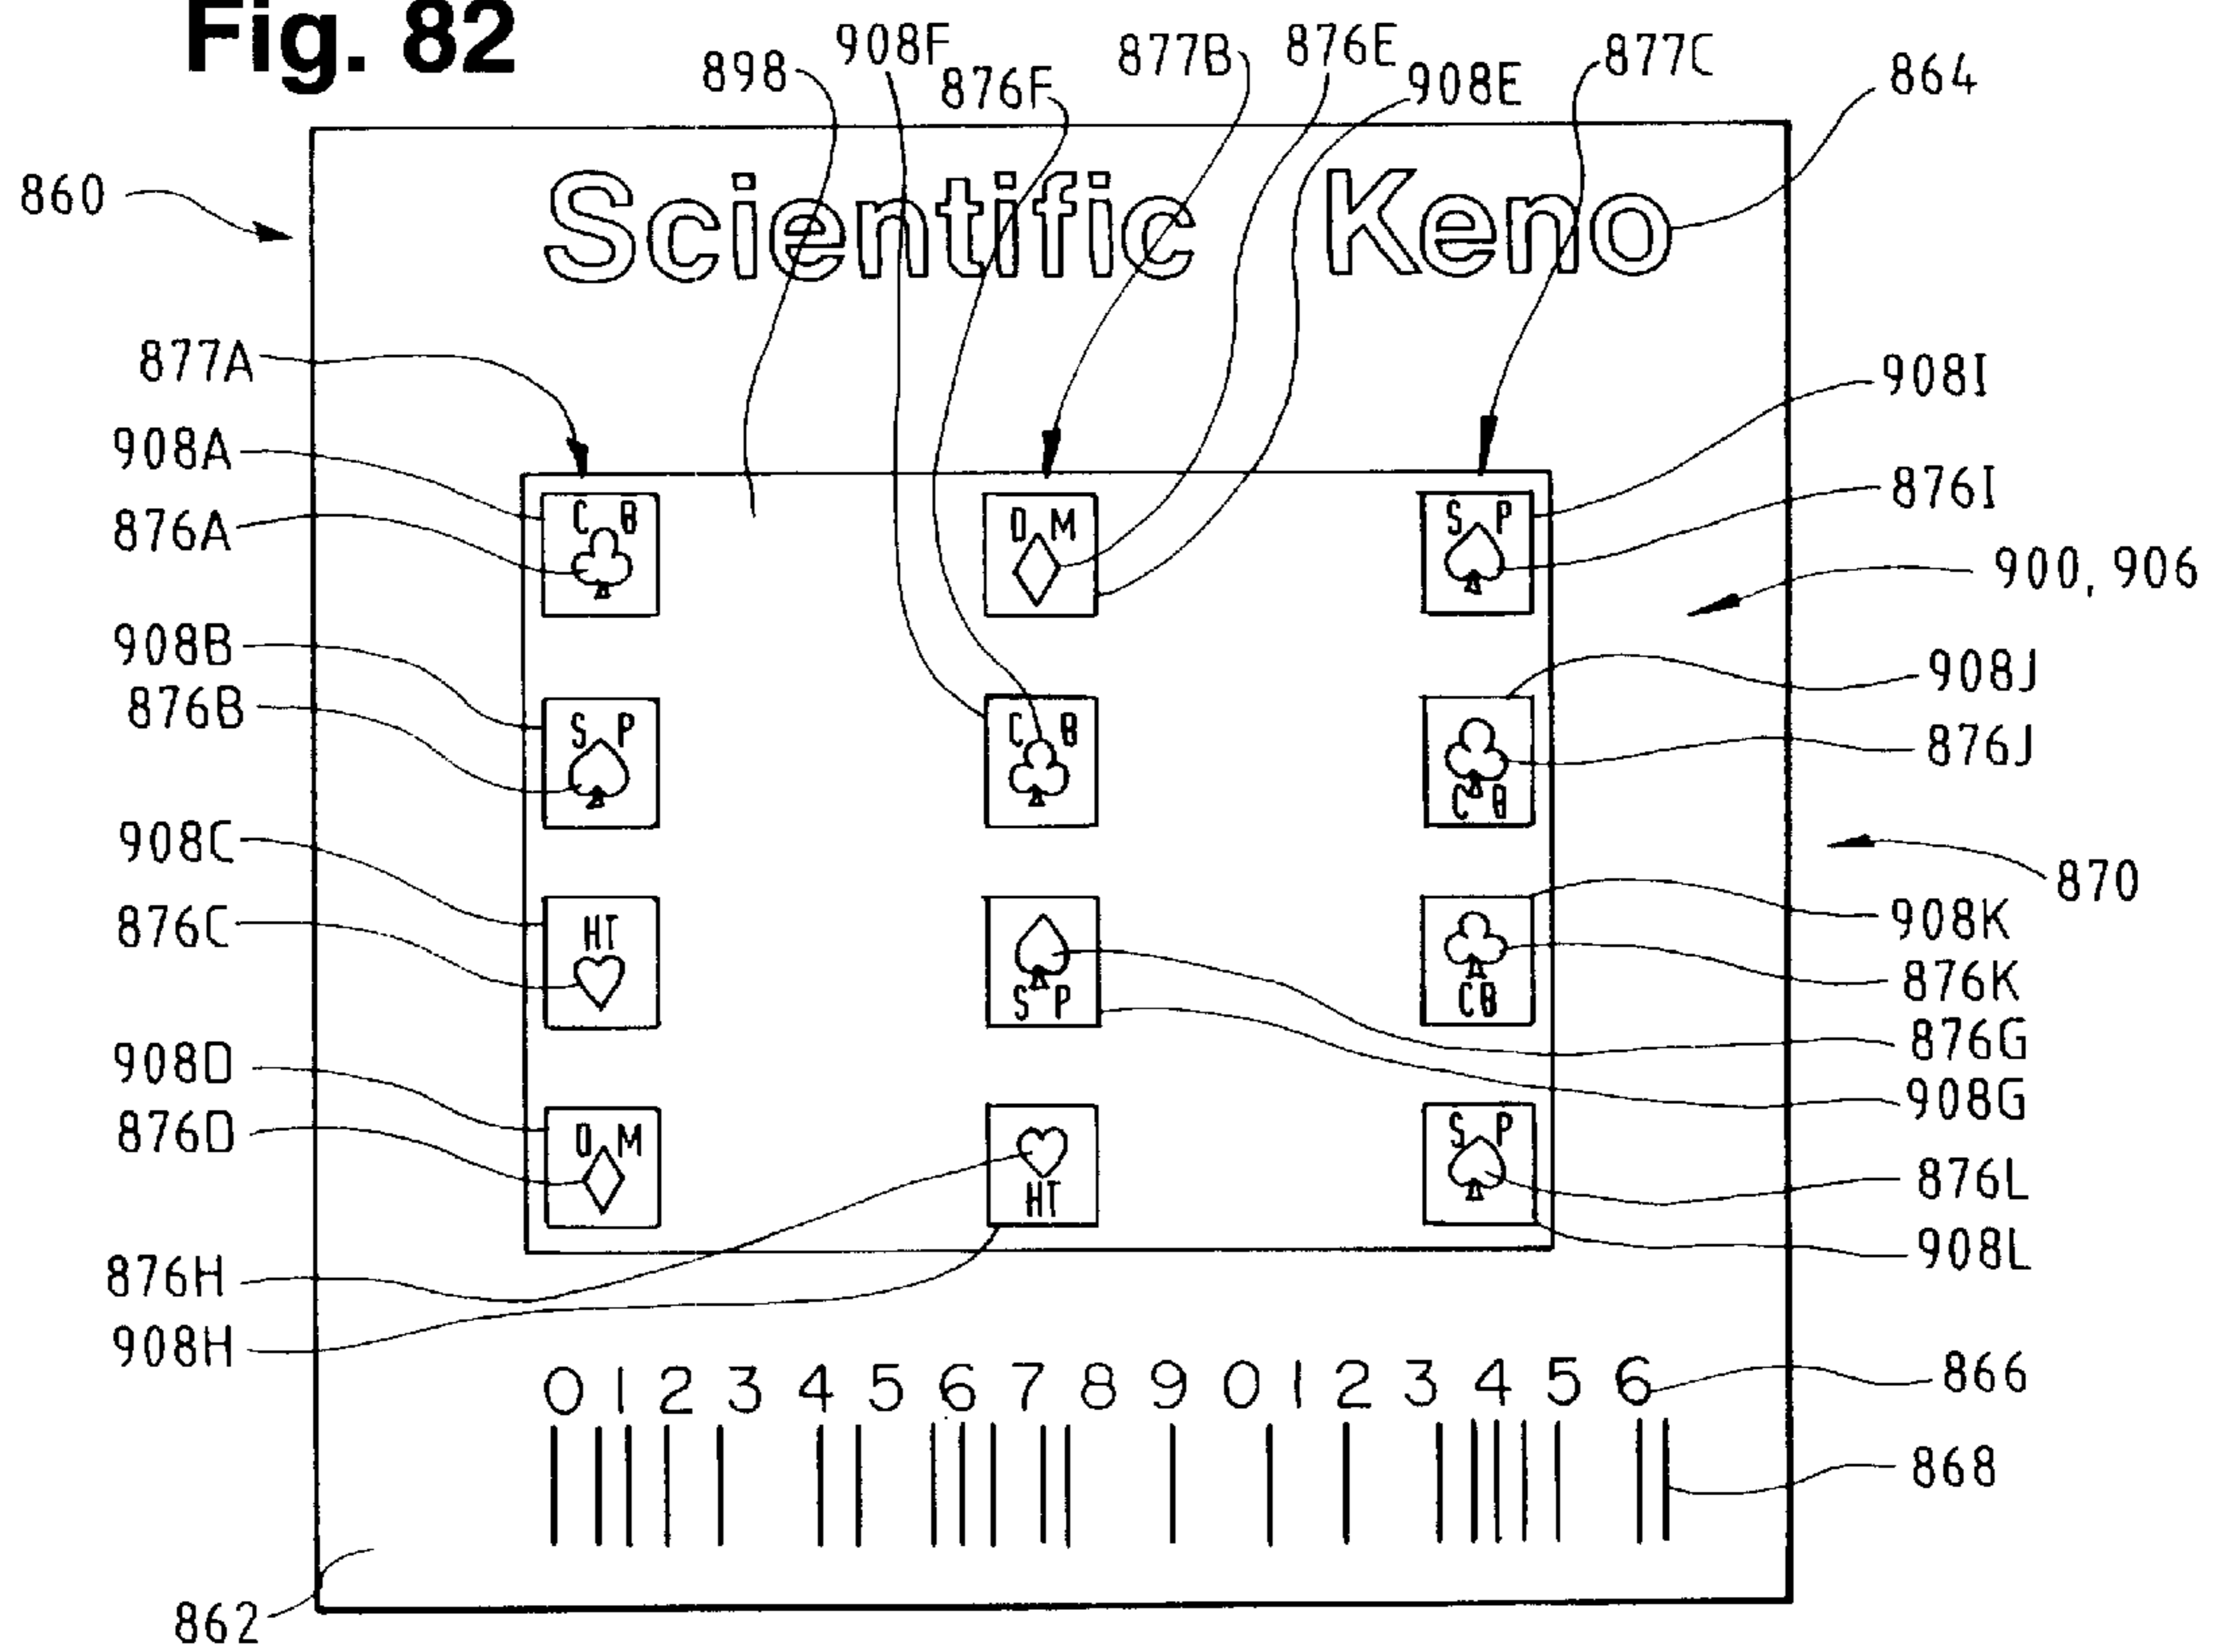 Fig. 82
898 908F 876F 877B 876E 908E 877C 864
860
Scientific Keno
877A
908I
908A
876I
876A
C B
D M
S P
900, 906
908B
908J
876B
S P
C B
876J
C B
908C
870
876C
HT
908K
876K
S P
CB
876G
908D
908G
876D
D M
S P
876L
HT
908L
876H
908H
0 1 2 3 4 5 6 7 8 9 0 1 2 3 4 5 6
866
868
862